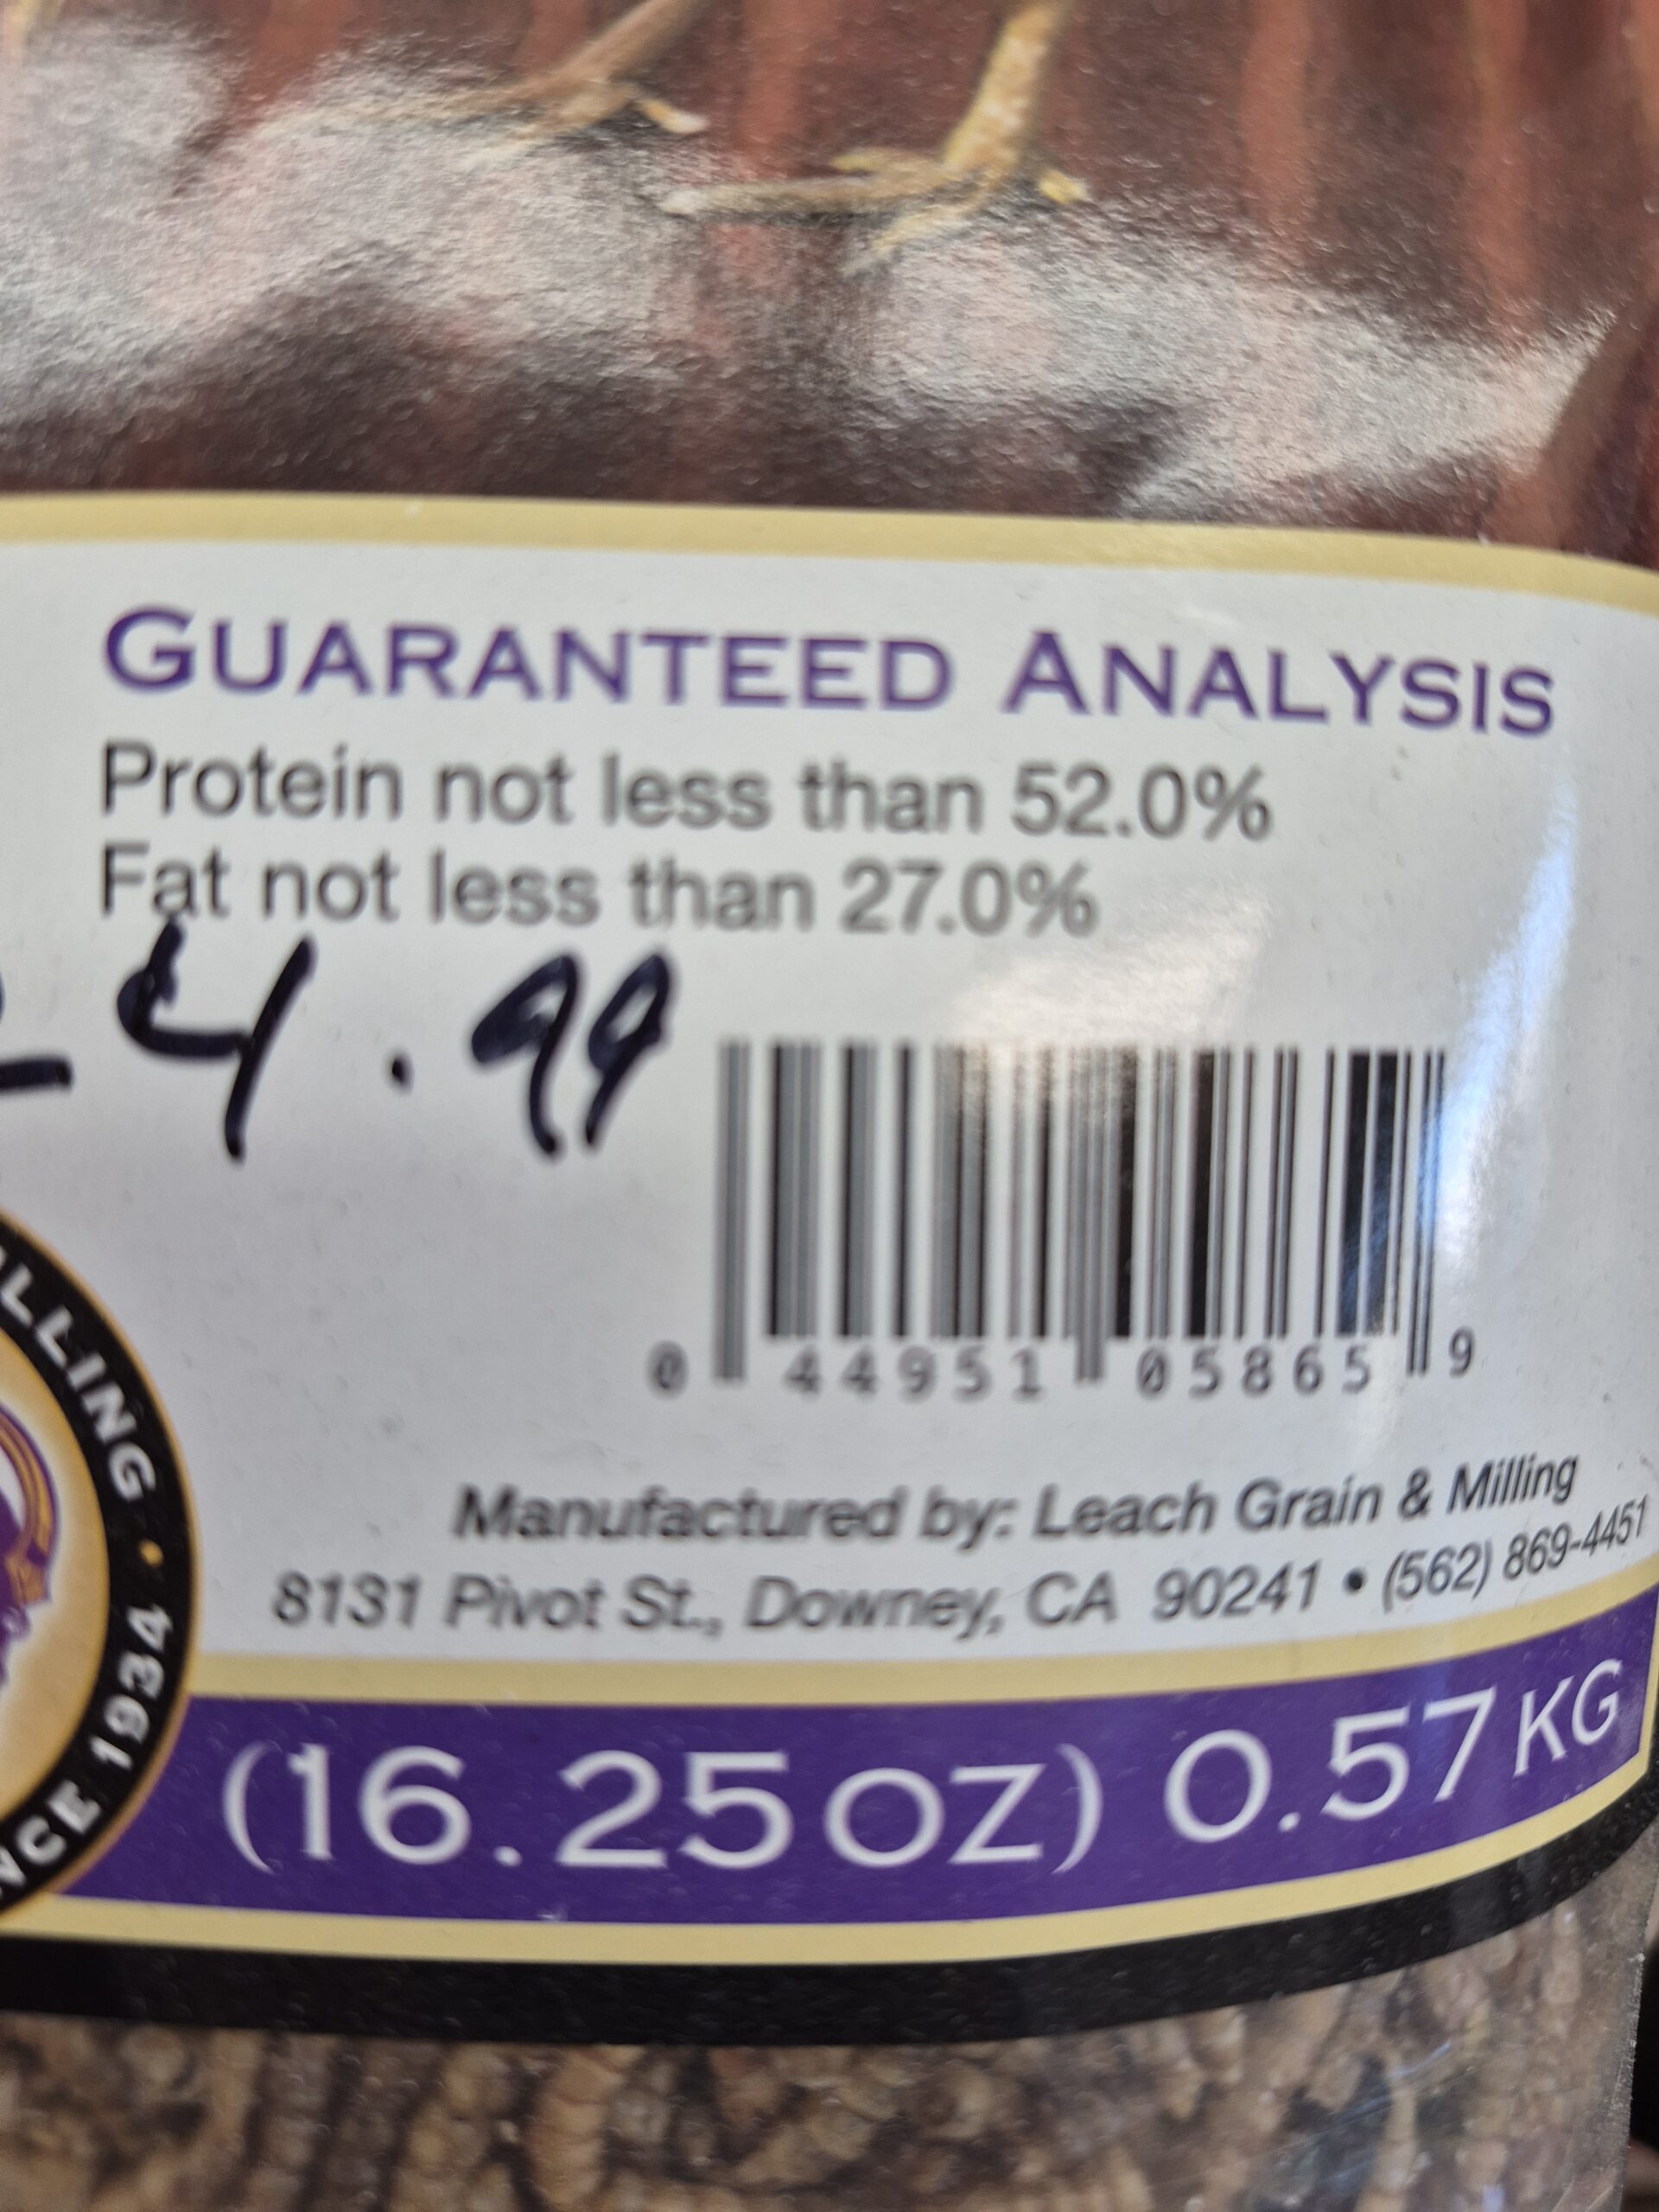 GUARANTEED ANALYSIS
Protein not less than 52.0%
Fat not less than 27.0%
4.99
0 44951 05865 9
Manufactured by: Leach Grain & Milling
8131 Pivot St., Downey, CA 90241 • (562) 869-4451
(16.25 OZ) 0.57 KG
1934